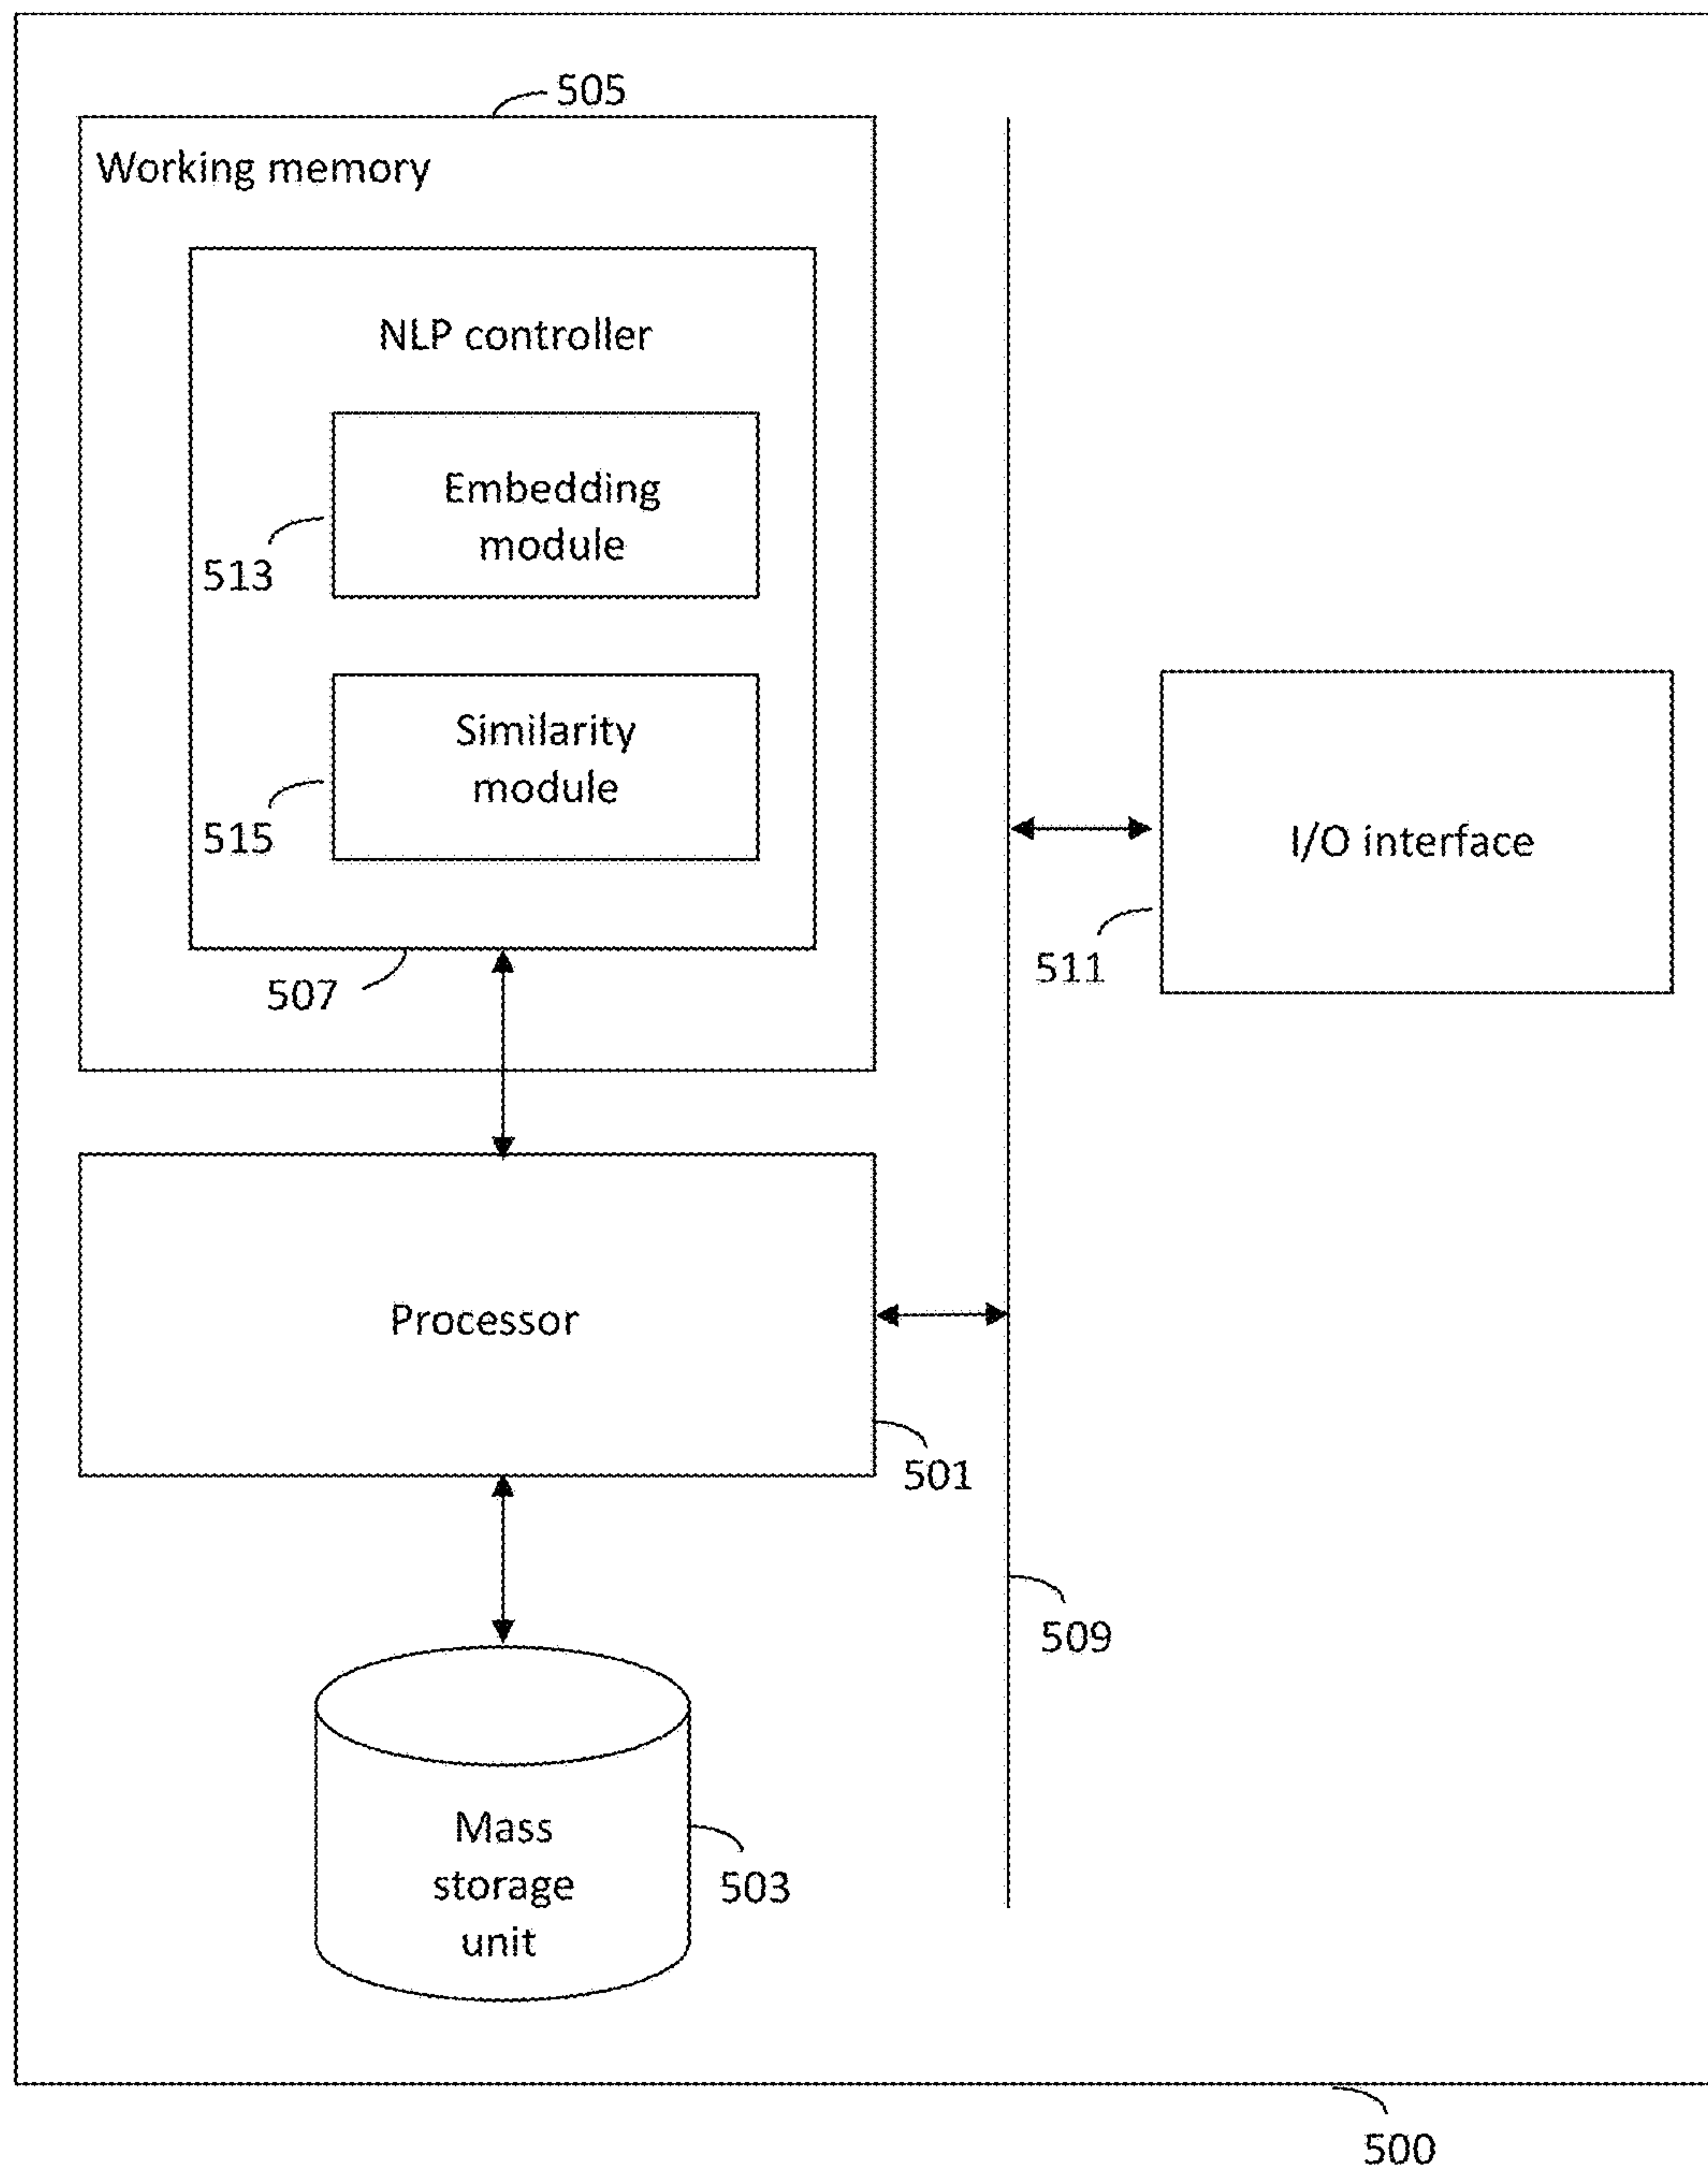 505
Working memory
NLP controller
Embedding
module
513
Similarity
module
515
507
I/O interface
511
Processor
501
509
Mass
storage
unit
503
500